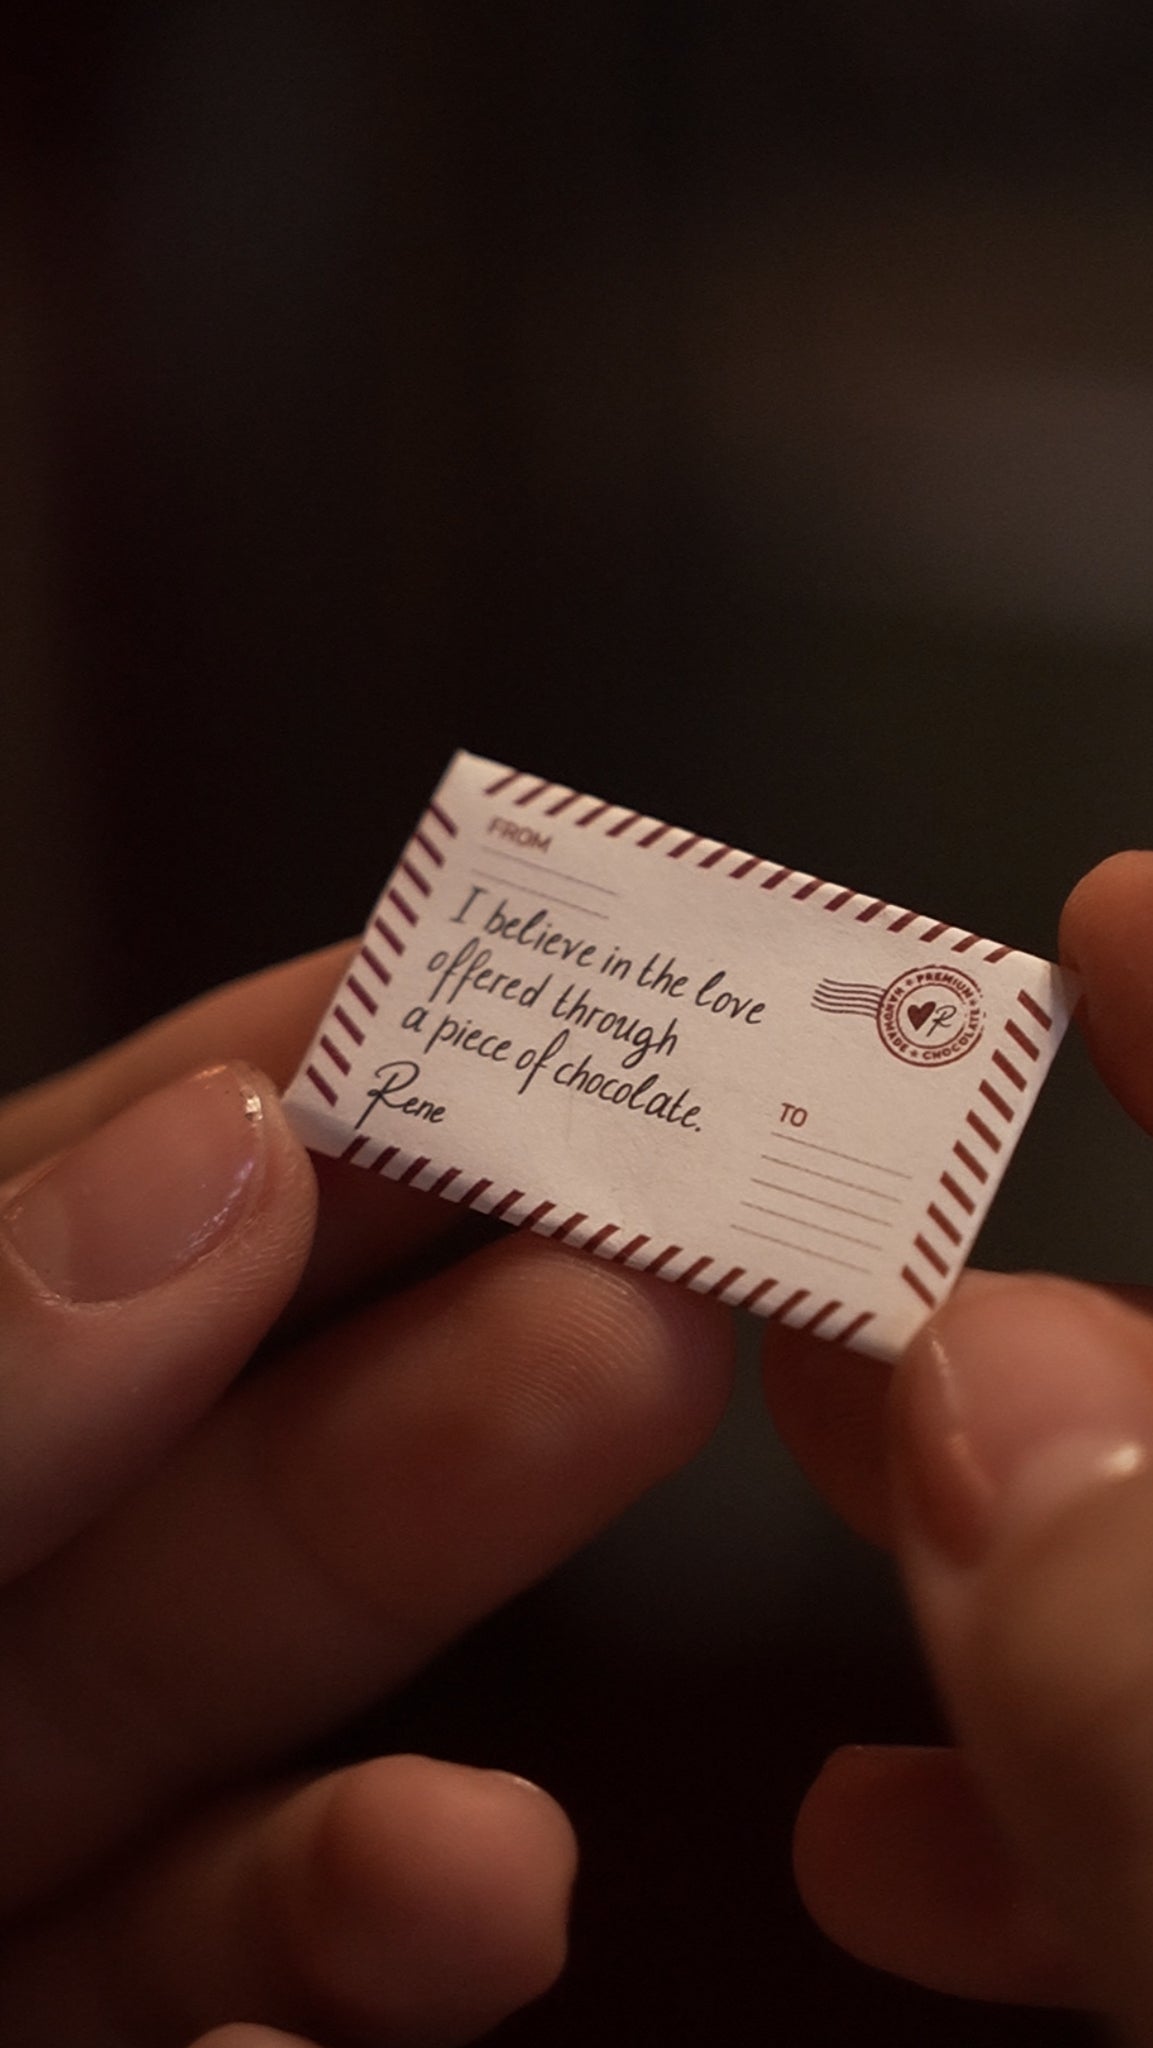 FROM
I believe in the love
offered through
a piece of chocolate.
Rene
PREMIUM
CHOCOLATE
HANDMADE
R
TO